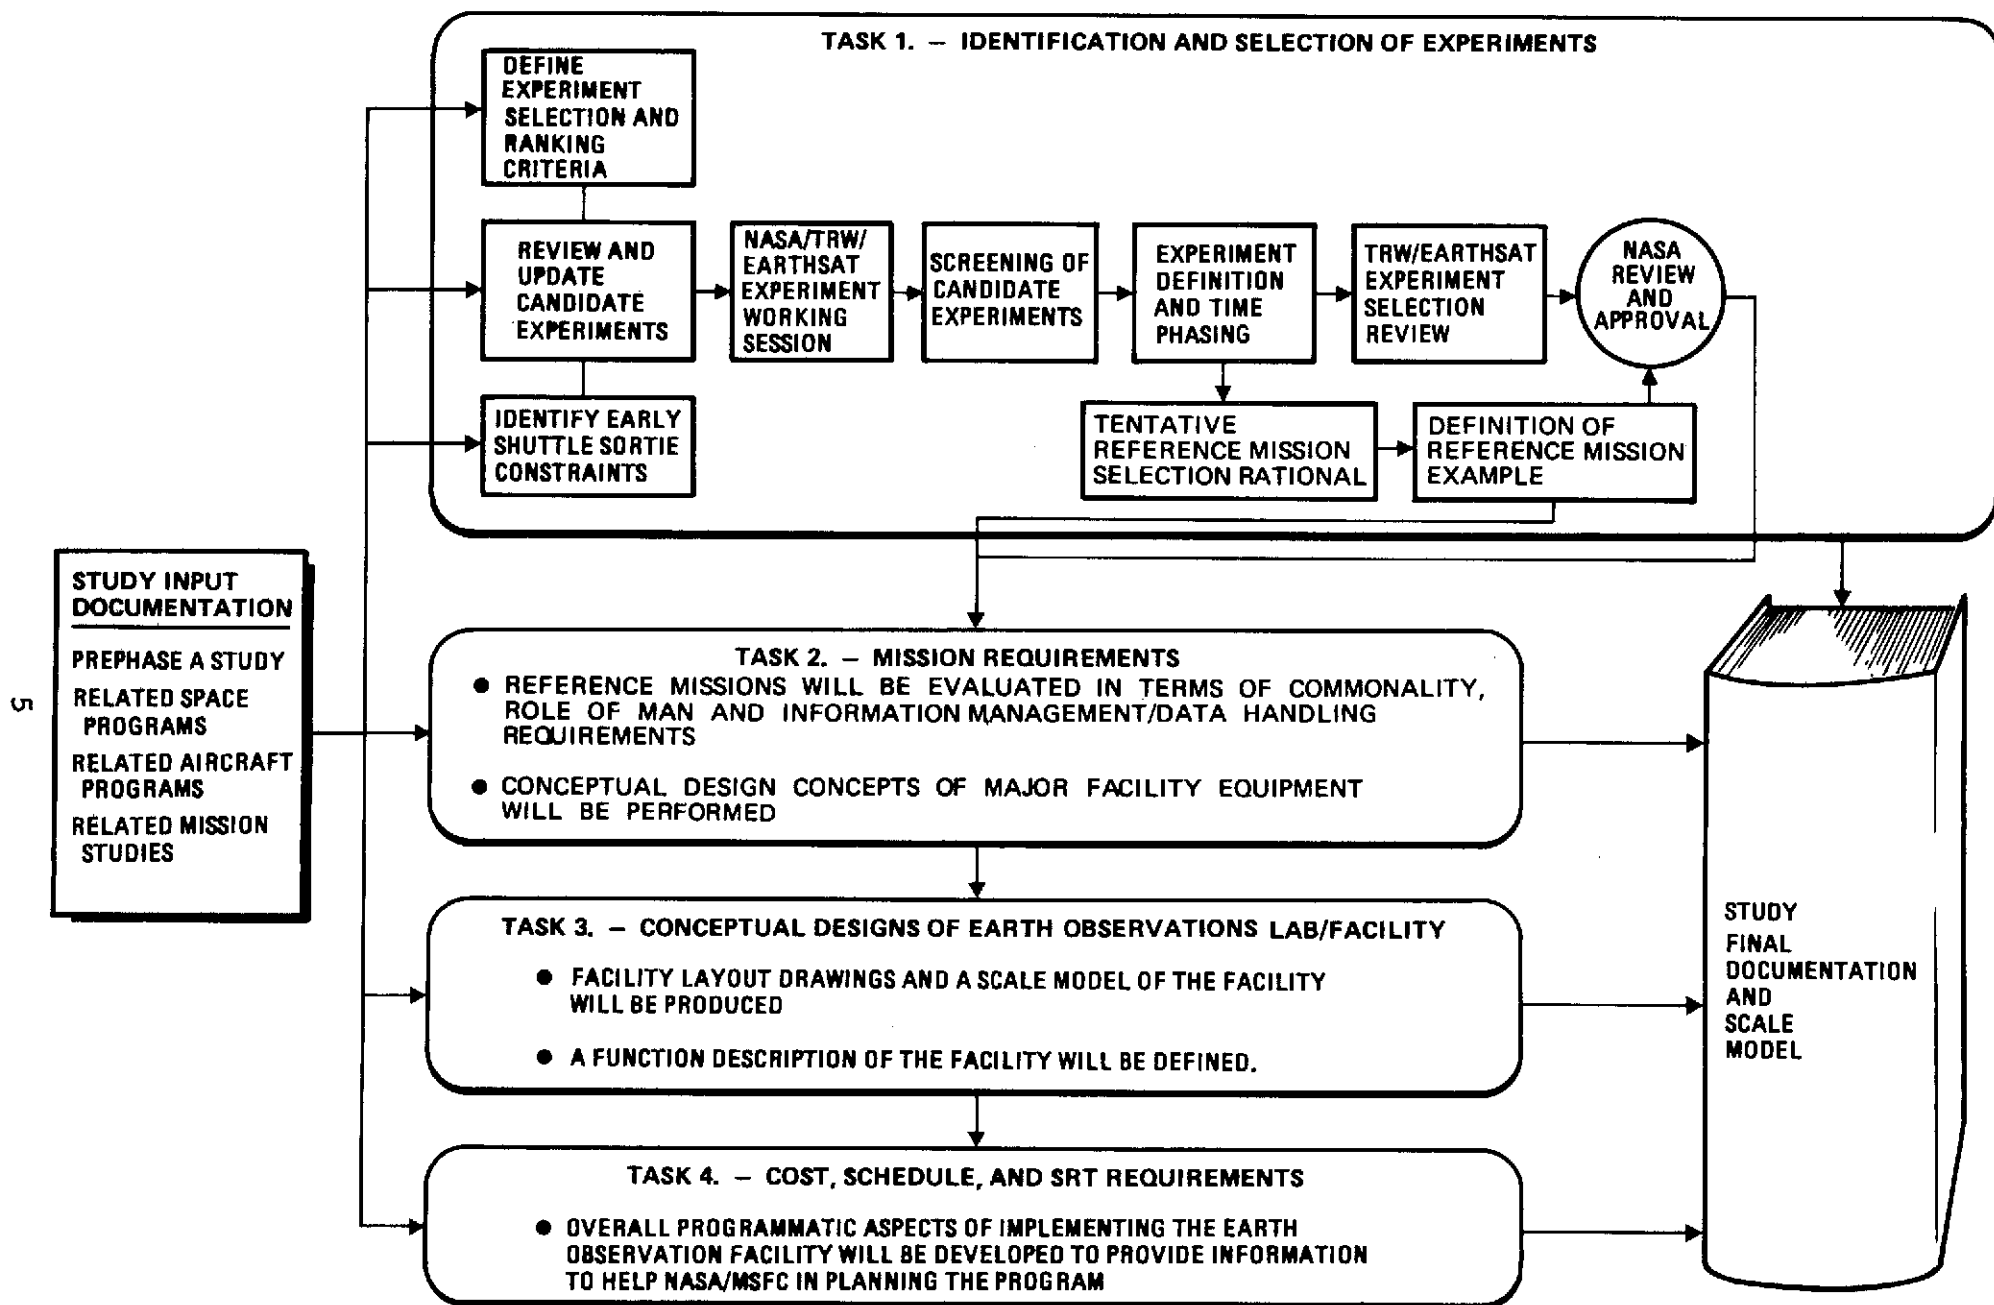 TASK 1. – IDENTIFICATION AND SELECTION OF EXPERIMENTS
DEFINE
EXPERIMENT
SELECTION AND
RANKING
CRITERIA
REVIEW AND
UPDATE
CANDIDATE
EXPERIMENTS
NASA/TRW/
EARTHSAT
EXPERIMENT
WORKING
SESSION
SCREENING OF
CANDIDATE
EXPERIMENTS
EXPERIMENT
DEFINITION
AND TIME
PHASING
TRW/EARTHSAT
EXPERIMENT
SELECTION
REVIEW
NASA
REVIEW
AND
APPROVAL
IDENTIFY EARLY
SHUTTLE SORTIE
CONSTRAINTS
TENTATIVE
REFERENCE MISSION
SELECTION RATIONAL
DEFINITION OF
REFERENCE MISSION
EXAMPLE
STUDY INPUT
DOCUMENTATION
PREPHASE A STUDY
RELATED SPACE
PROGRAMS
RELATED AIRCRAFT
PROGRAMS
RELATED MISSION
STUDIES
5
TASK 2. – MISSION REQUIREMENTS
● REFERENCE MISSIONS WILL BE EVALUATED IN TERMS OF COMMONALITY,
ROLE OF MAN AND INFORMATION MANAGEMENT/DATA HANDLING
REQUIREMENTS
● CONCEPTUAL DESIGN CONCEPTS OF MAJOR FACILITY EQUIPMENT
WILL BE PERFORMED
TASK 3. – CONCEPTUAL DESIGNS OF EARTH OBSERVATIONS LAB/FACILITY
● FACILITY LAYOUT DRAWINGS AND A SCALE MODEL OF THE FACILITY
WILL BE PRODUCED
● A FUNCTION DESCRIPTION OF THE FACILITY WILL BE DEFINED.
TASK 4. – COST, SCHEDULE, AND SRT REQUIREMENTS
● OVERALL PROGRAMMATIC ASPECTS OF IMPLEMENTING THE EARTH
OBSERVATION FACILITY WILL BE DEVELOPED TO PROVIDE INFORMATION
TO HELP NASA/MSFC IN PLANNING THE PROGRAM
STUDY
FINAL
DOCUMENTATION
AND
SCALE
MODEL